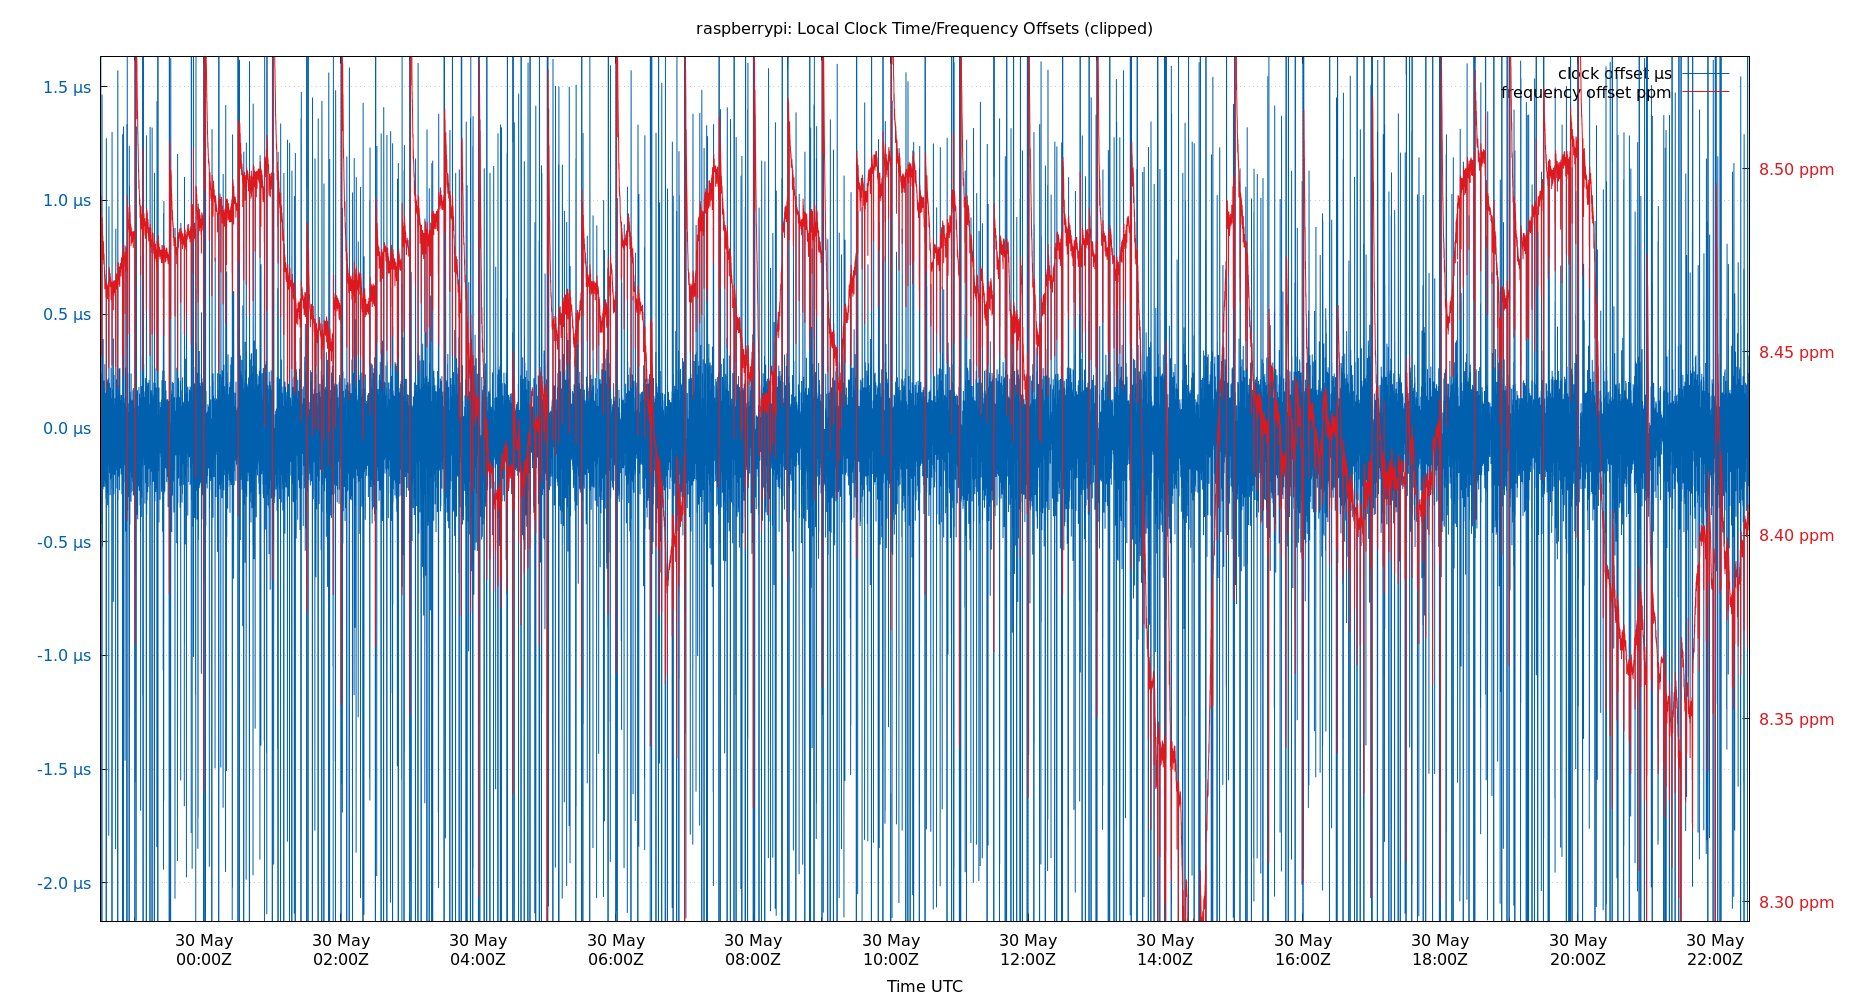 raspberrypi: Local Clock Time/Frequency Offsets (clipped)
clock offset µs
frequency offset ppm
1.5 µs
1.0 µs
0.5 µs
0.0 µs
-0.5 µs
-1.0 µs
-1.5 µs
-2.0 µs
8.50 ppm
8.45 ppm
8.40 ppm
8.35 ppm
8.30 ppm
30 May 30 May 30 May 30 May 30 May 30 May 30 May 30 May 30 May 30 May 30 May 30 May
00:00Z 02:00Z 04:00Z 06:00Z 08:00Z 10:00Z 12:00Z 14:00Z 16:00Z 18:00Z 20:00Z 22:00Z
Time UTC